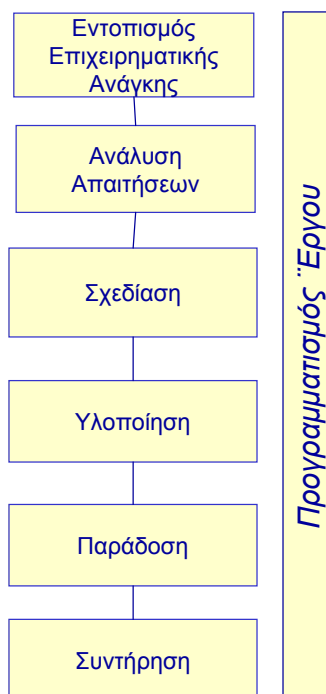 Εντοπισμός
Επιχειρηματικής
Ανάγκης
Ανάλυση
Απαιτήσεων
Σχεδίαση
Υλοποίηση
Παράδοση
Συντήρηση
Προγραμματισμός ¨Εργου